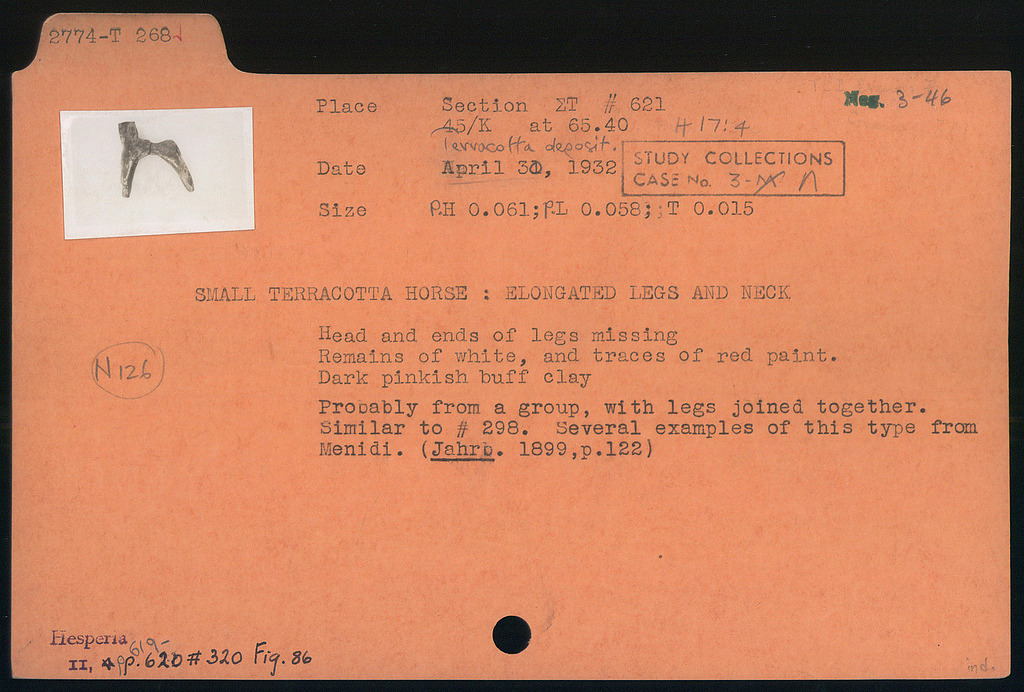 2774-T 268
Place Section ΣT # 621
Neg. 3-46
45/K at 65.40 H 17:4
Terracotta deposit.
Date April 30, 1932
STUDY COLLECTIONS
CASE No. 3-
Size P.H 0.061; P.L 0.058; T 0.015
SMALL TERRACOTTA HORSE : ELONGATED LEGS AND NECK
Head and ends of legs missing
Remains of white, and traces of red paint.
Dark pinkish buff clay
N126
Probably from a group, with legs joined together.
Similar to # 298. Several examples of this type from
Menidi. (Jahrb. 1899,p.122)
Hesperia
II, 4 pp. 619-620 # 320 Fig. 86
ind.